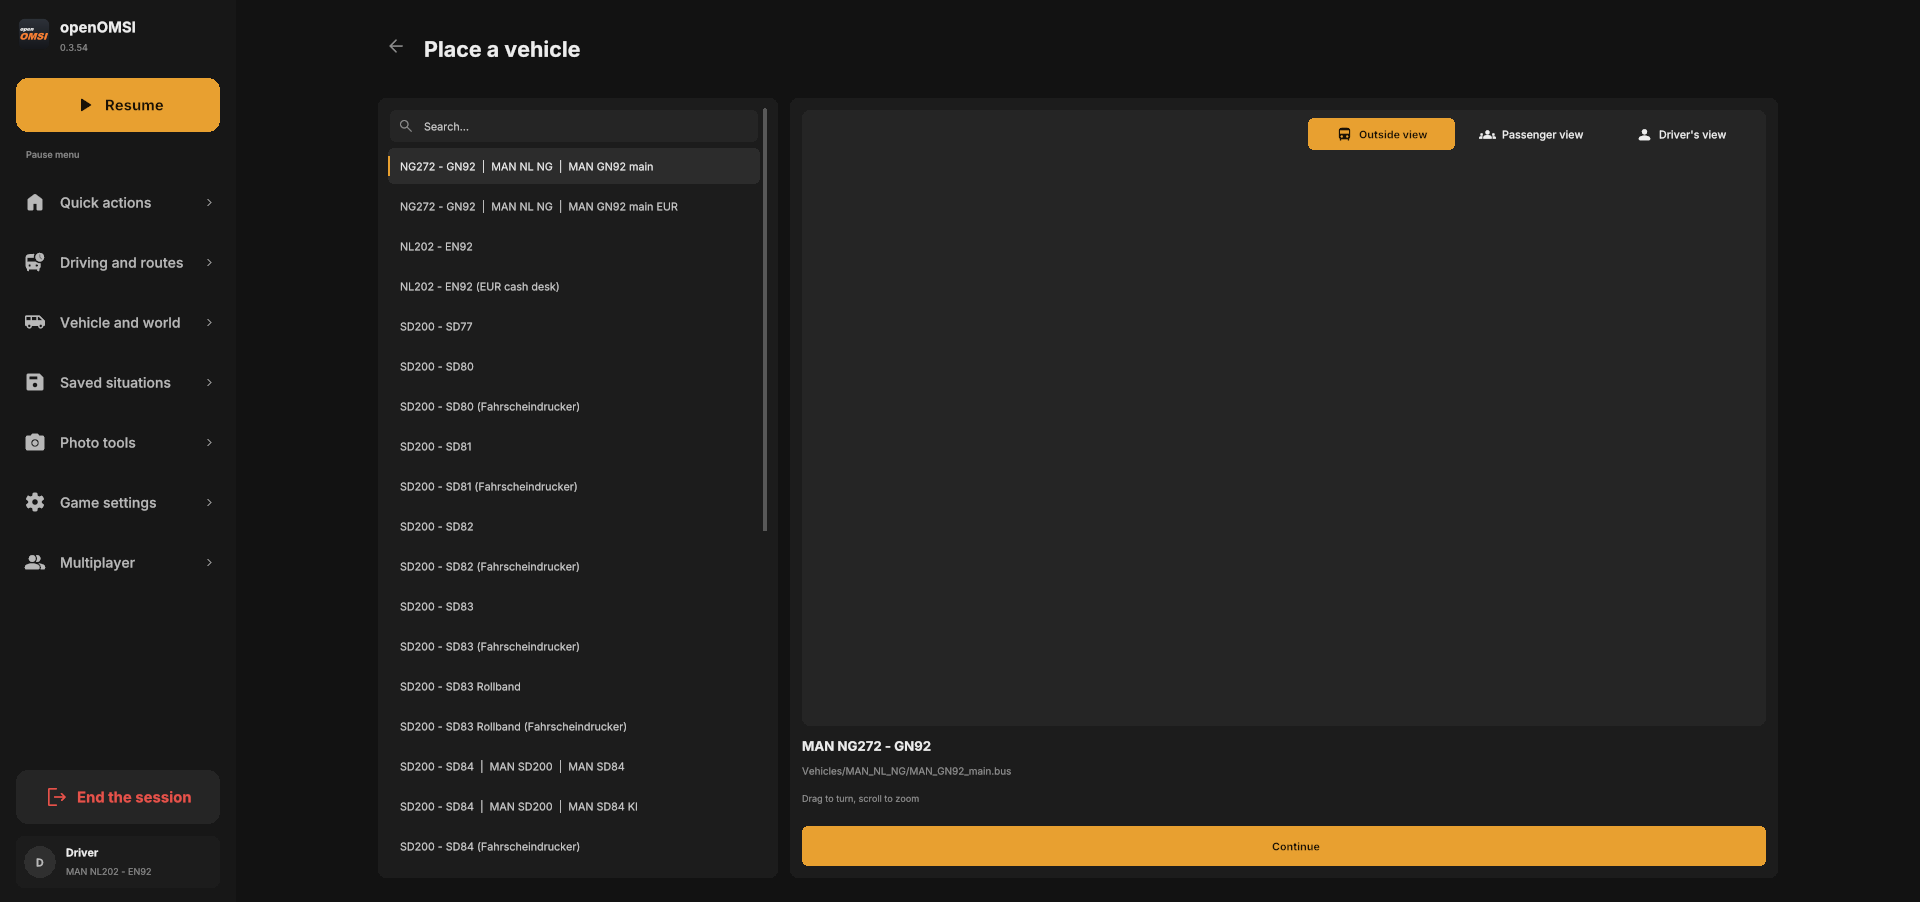 open
OMSI
openOMSI
0.3.54
Resume
Pause menu
Quick actions
Driving and routes
Vehicle and world
Saved situations
Photo tools
Game settings
Multiplayer
End the session
D
Driver
MAN NL202 - EN92
Place a vehicle
Search...
NG272 - GN92 | MAN NL NG | MAN GN92 main
NG272 - GN92 | MAN NL NG | MAN GN92 main EUR
NL202 - EN92
NL202 - EN92 (EUR cash desk)
SD200 - SD77
SD200 - SD80
SD200 - SD80 (Fahrscheindrucker)
SD200 - SD81
SD200 - SD81 (Fahrscheindrucker)
SD200 - SD82
SD200 - SD82 (Fahrscheindrucker)
SD200 - SD83
SD200 - SD83 (Fahrscheindrucker)
SD200 - SD83 Rollband
SD200 - SD83 Rollband (Fahrscheindrucker)
SD200 - SD84 | MAN SD200 | MAN SD84
SD200 - SD84 | MAN SD200 | MAN SD84 KI
SD200 - SD84 (Fahrscheindrucker)
Outside view
Passenger view
Driver's view
MAN NG272 - GN92
Vehicles/MAN_NL_NG/MAN_GN92_main.bus
Drag to turn, scroll to zoom
Continue